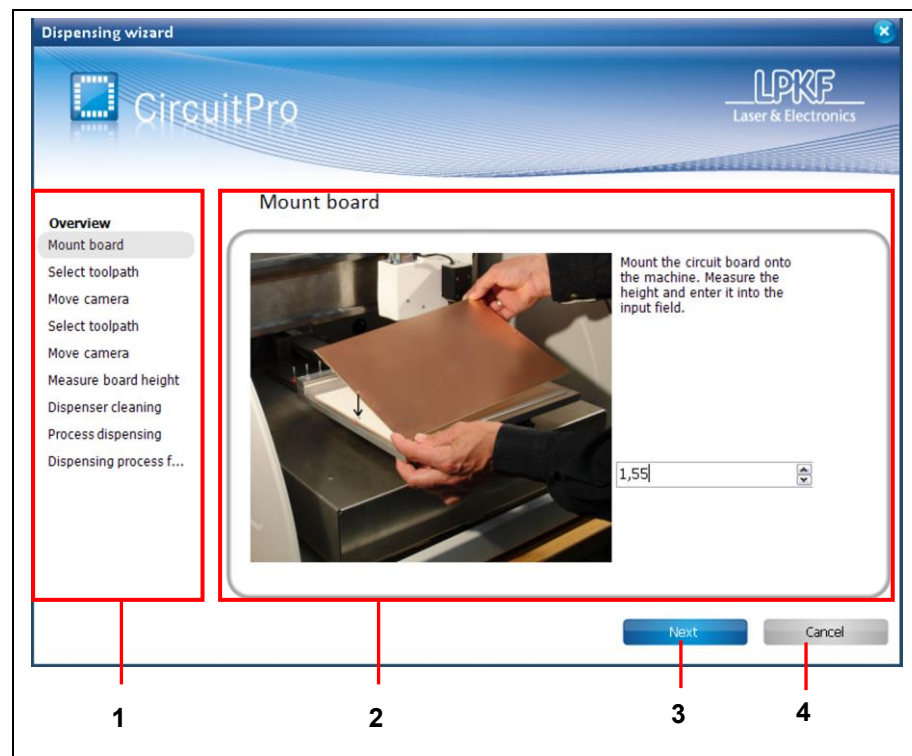 Dispensing wizard
CircuitPro
LPKF
Laser & Electronics
Overview
Mount board
Select toolpath
Move camera
Select toolpath
Move camera
Measure board height
Dispenser cleaning
Process dispensing
Dispensing process f...
Mount board
Mount the circuit board onto
the machine. Measure the
height and enter it into the
input field.
1,55
Next
Cancel
1
2
3
4